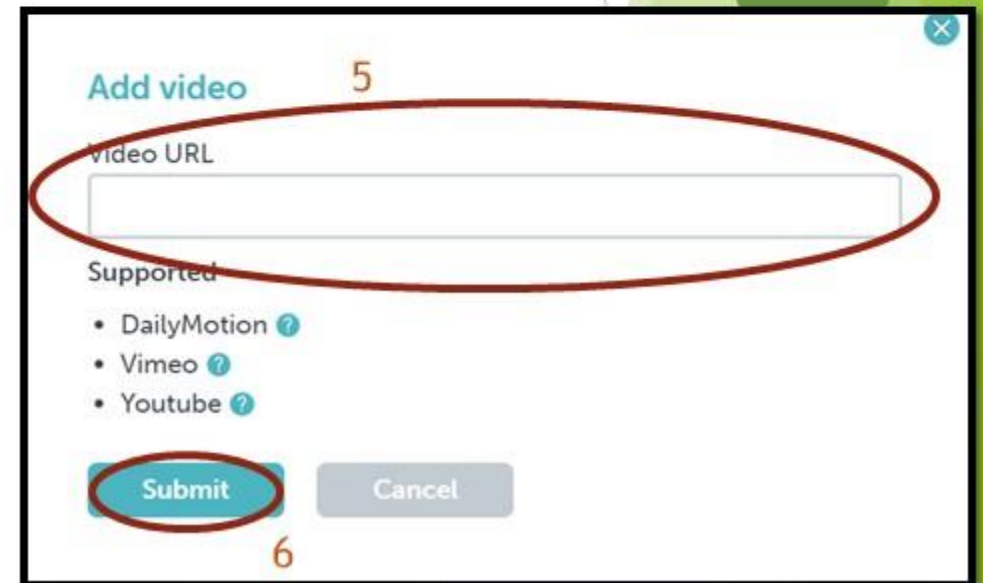 Add video
5
Video URL
Supported
• DailyMotion ?
• Vimeo ?
• Youtube ?
Submit
Cancel
6